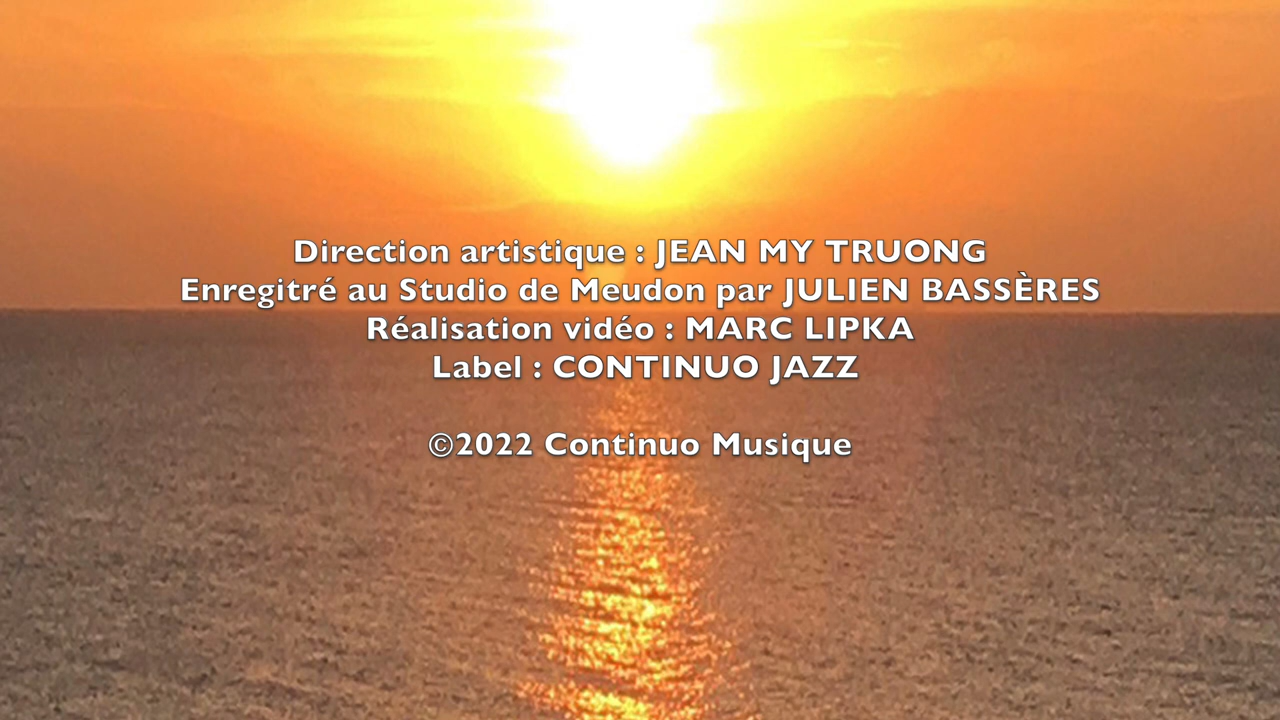 Direction artistique : JEAN MY TRUONG
Enregitré au Studio de Meudon par JULIEN BASSÈRES
Réalisation vidéo : MARC LIPKA
Label : CONTINUO JAZZ
©2022 Continuo Musique